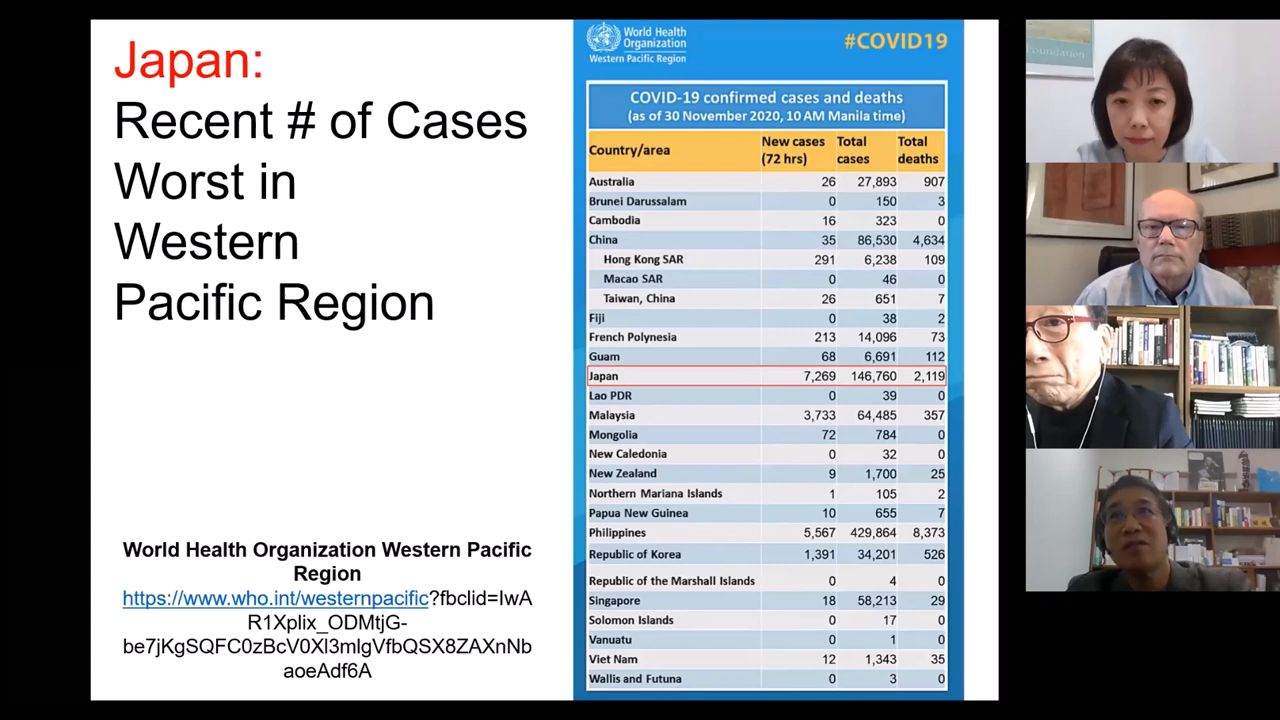 Japan:
Recent # of Cases
Worst in
Western
Pacific Region
World Health Organization Western Pacific
Region
https://www.who.int/westernpacific?fbclid=IwA
R1Xplix_ODMtjG-
be7jKgSQFC0zBcV0Xl3mlgVfbQSX8ZAXnNb
aoeAdf6A
World Health
Organization
Western Pacific Region
#COVID19
COVID-19 confirmed cases and deaths
(as of 30 November 2020, 10 AM Manila time)
Country/area New cases (72 hrs) Total cases Total deaths
Australia 26 27,893 907
Brunei Darussalam 0 150 3
Cambodia 16 323 0
China 35 86,530 4,634
Hong Kong SAR 291 6,238 109
Macao SAR 0 46 0
Taiwan, China 26 651 7
Fiji 0 38 2
French Polynesia 213 14,096 73
Guam 68 6,691 112
Japan 7,269 146,760 2,119
Lao PDR 0 39 0
Malaysia 3,733 64,485 357
Mongolia 72 784 0
New Caledonia 0 32 0
New Zealand 9 1,700 25
Northern Mariana Islands 1 105 2
Papua New Guinea 10 655 7
Philippines 5,567 429,864 8,373
Republic of Korea 1,391 34,201 526
Republic of the Marshall Islands 0 4 0
Singapore 18 58,213 29
Solomon Islands 0 17 0
Vanuatu 0 1 0
Viet Nam 12 1,343 35
Wallis and Futuna 0 3 0
Foundation